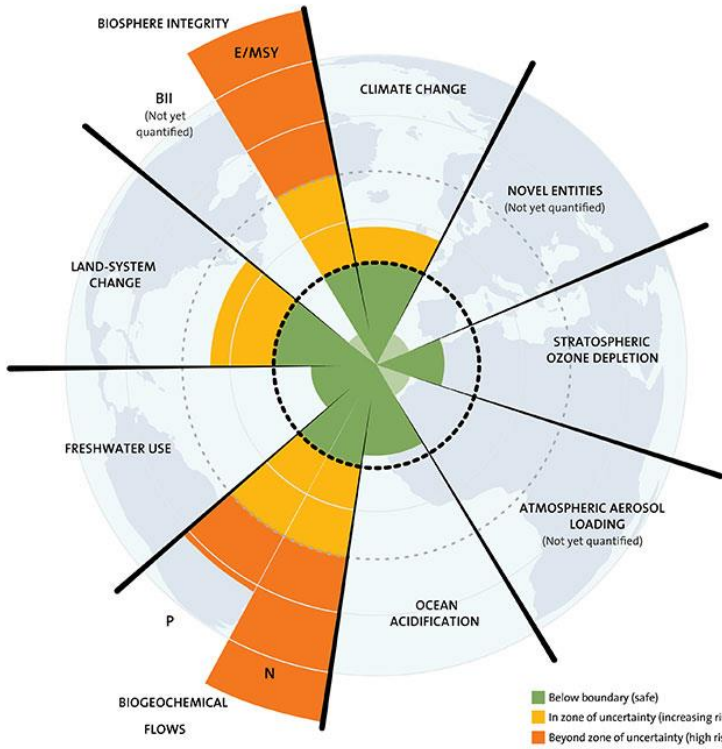 BIOSPHERE INTEGRITY
E/MSY
CLIMATE CHANGE
BII
(Not yet
quantified)
NOVEL ENTITIES
(Not yet quantified)
LAND-SYSTEM
CHANGE
STRATOSPHERIC
OZONE DEPLETION
FRESHWATER USE
ATMOSPHERIC AEROSOL
LOADING
(Not yet quantified)
OCEAN
ACIDIFICATION
P
N
BIOGEOCHEMICAL
FLOWS
Below boundary (safe)
In zone of uncertainty (increasing ri
Beyond zone of uncertainty (high ris